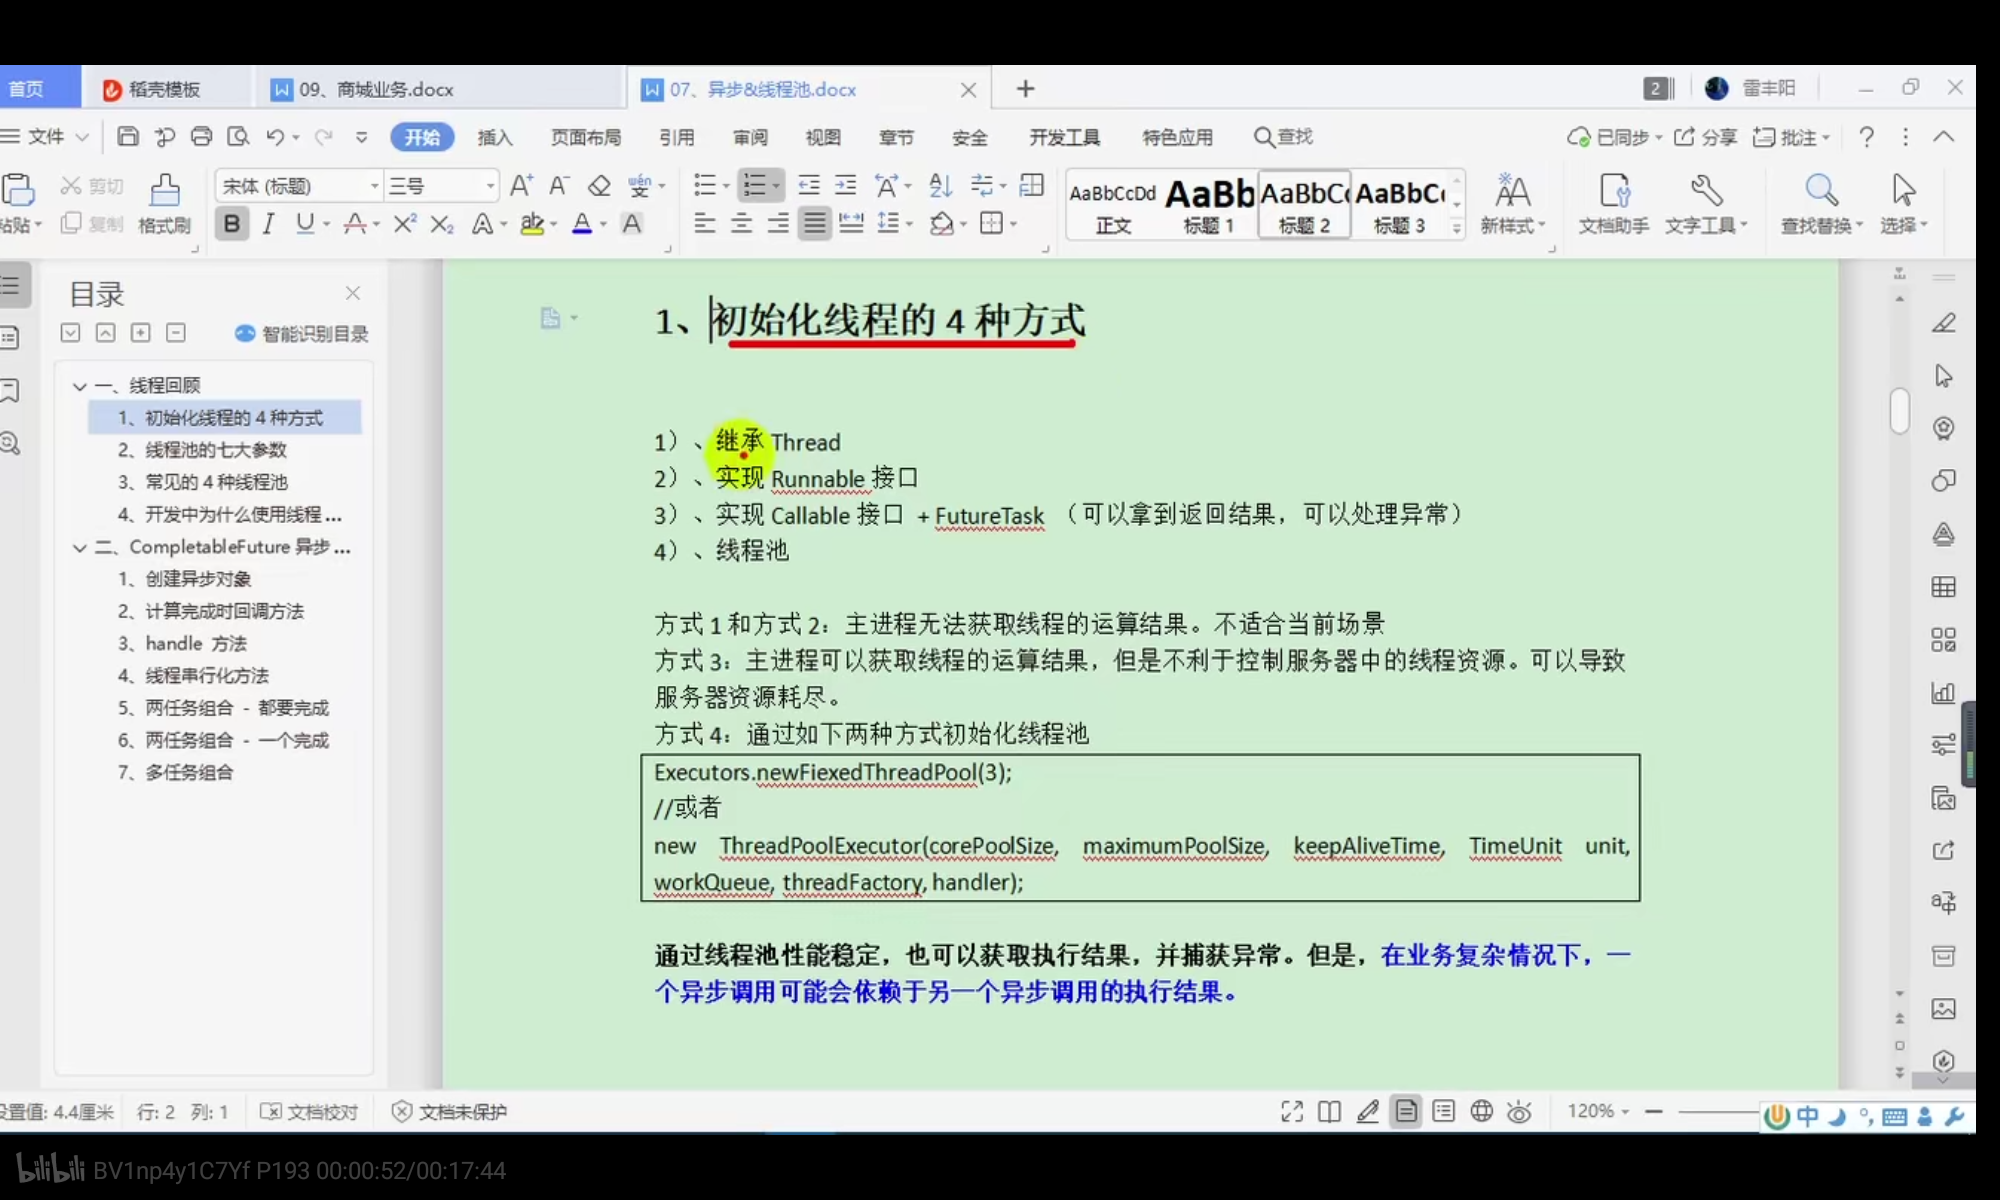 首页
稻壳模板
09、商城业务.docx
07、异步&线程池.docx
2
雷丰阳
文件
开始
插入
页面布局
引用
审阅
视图
章节
安全
开发工具
特色应用
查找
已同步
分享
批注
粘贴
剪切
复制
格式刷
宋体 (标题)
三号
AaBbCcDd
正文
AaBb
标题 1
AaBbC
标题 2
AaBbC
标题 3
新样式
文档助手
文字工具
查找替换
选择
目录
智能识别目录
一、线程回顾
1、初始化线程的 4 种方式
2、线程池的七大参数
3、常见的 4 种线程池
4、开发中为什么使用线程...
二、CompletableFuture 异步...
1、创建异步对象
2、计算完成时回调方法
3、handle 方法
4、线程串行化方法
5、两任务组合 - 都要完成
6、两任务组合 - 一个完成
7、多任务组合
1、初始化线程的 4 种方式
1）、继承 Thread
2）、实现 Runnable 接口
3）、实现 Callable 接口 + FutureTask （可以拿到返回结果，可以处理异常）
4）、线程池
方式 1 和方式 2：主进程无法获取线程的运算结果。不适合当前场景
方式 3：主进程可以获取线程的运算结果，但是不利于控制服务器中的线程资源。可以导致
服务器资源耗尽。
方式 4：通过如下两种方式初始化线程池
Executors.newFiexedThreadPool(3);
//或者
new ThreadPoolExecutor(corePoolSize, maximumPoolSize, keepAliveTime, TimeUnit unit,
workQueue, threadFactory, handler);
通过线程池性能稳定，也可以获取执行结果，并捕获异常。但是，在业务复杂情况下，一
个异步调用可能会依赖于另一个异步调用的执行结果。
设置值: 4.4厘米
行: 2
列: 1
文档校对
文档未保护
120%
中
bilibili BV1np4y1C7Yf P193 00:00:52/00:17:44